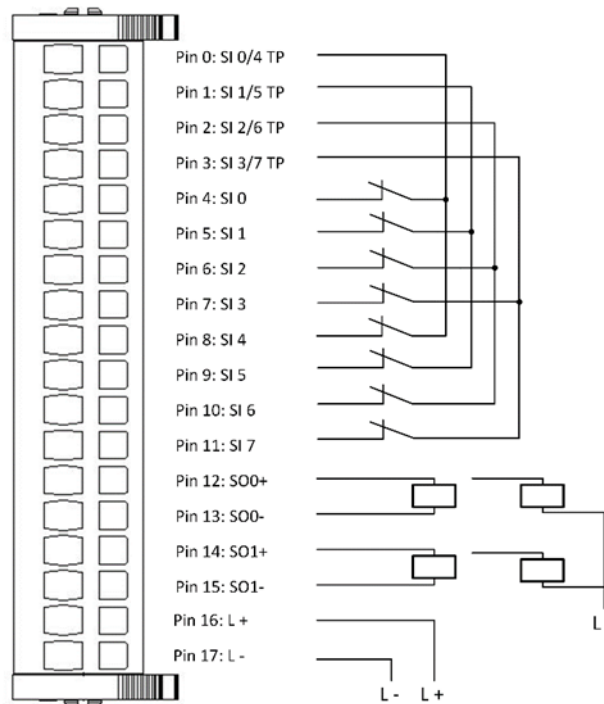 Pin 0: SI 0/4 TP
Pin 1: SI 1/5 TP
Pin 2: SI 2/6 TP
Pin 3: SI 3/7 TP
Pin 4: SI 0
Pin 5: SI 1
Pin 6: SI 2
Pin 7: SI 3
Pin 8: SI 4
Pin 9: SI 5
Pin 10: SI 6
Pin 11: SI 7
Pin 12: SO0+
Pin 13: SO0-
Pin 14: SO1+
Pin 15: SO1-
L
Pin 16: L +
Pin 17: L -
L - L +